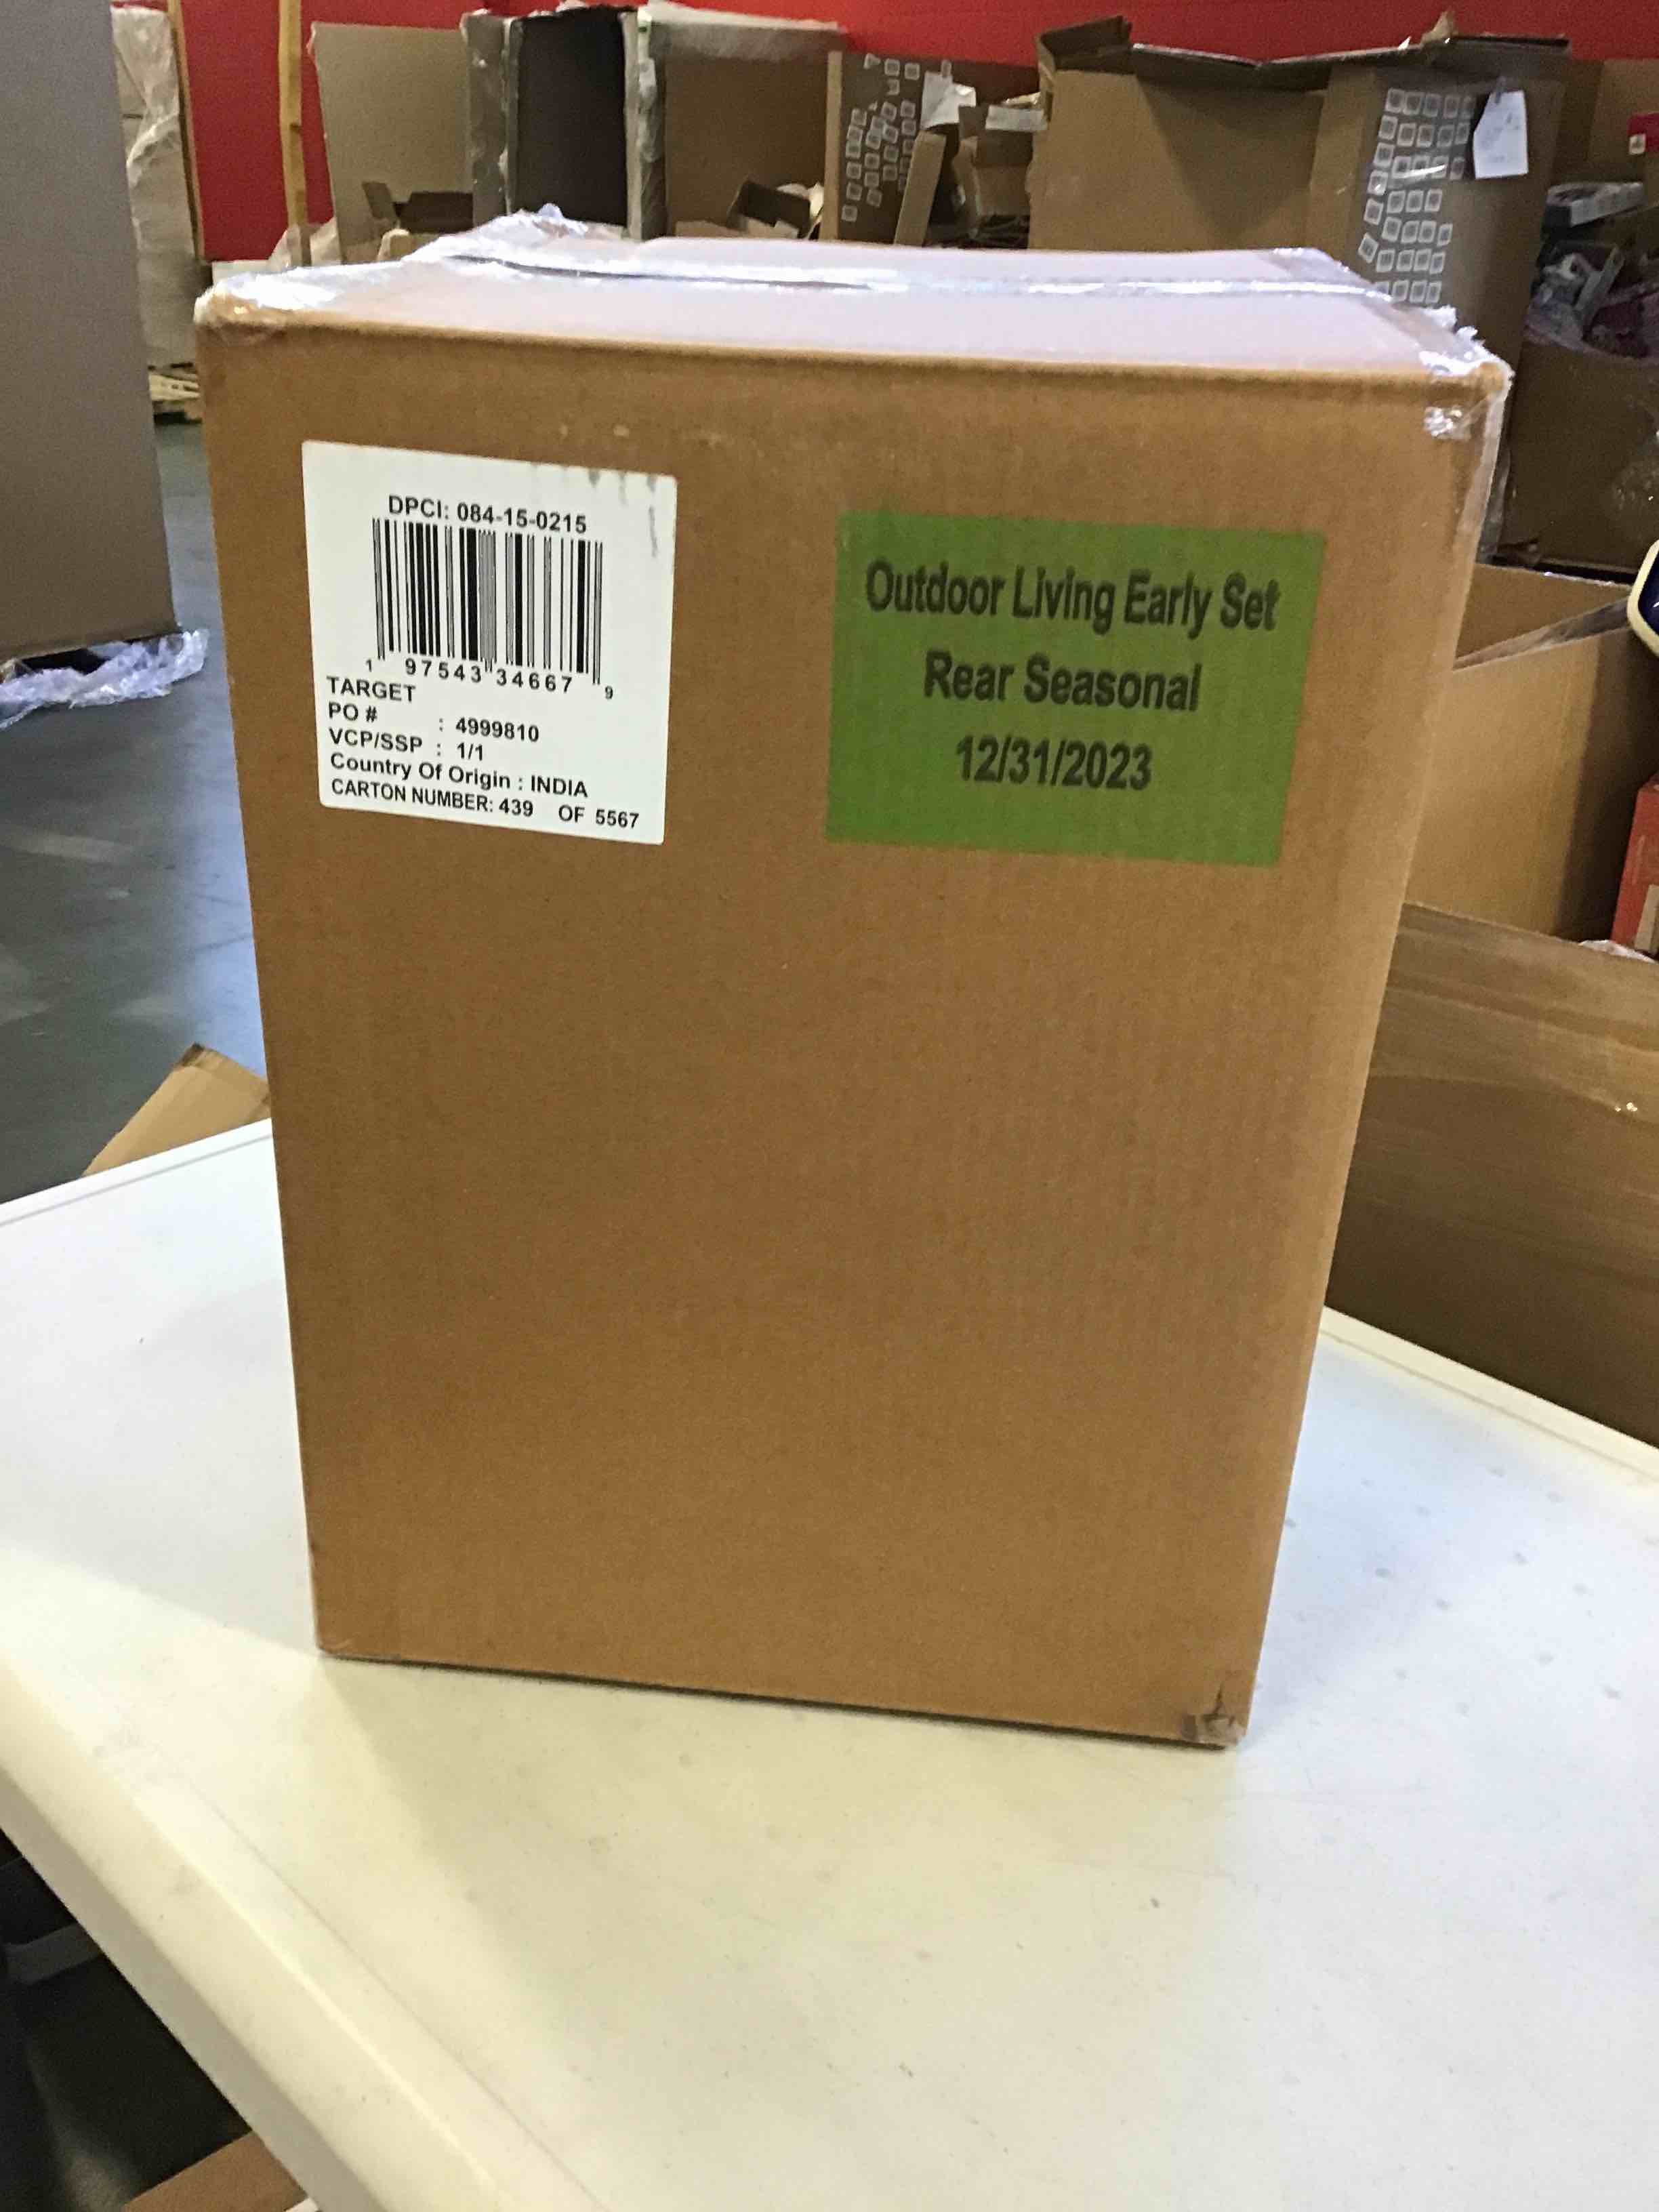 DPCI: 084-15-0215
1 97543 34667 9
TARGET
PO # : 4999810
VCP/SSP : 1/1
Country Of Origin : INDIA
CARTON NUMBER: 439 OF 5567
Outdoor Living Early Set
Rear Seasonal
12/31/2023